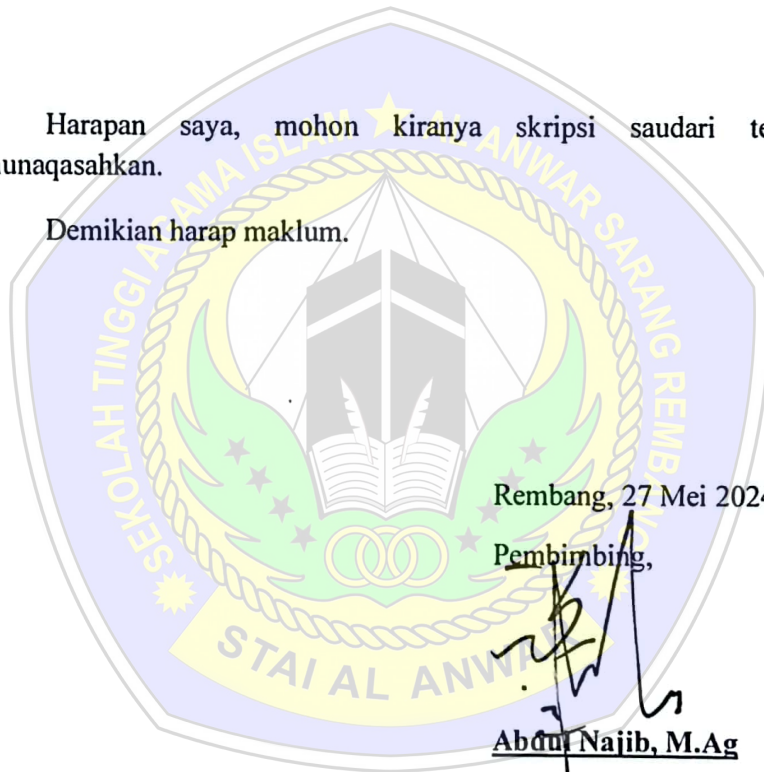 Harapan saya, mohon kiranya skripsi saudari te
unaqasahkan.
Demikian harap maklum.
SEKOLAH TINGGI AGAMA ISLAM AL ANWAR SARANG REMBANG
STAI AL ANWAR
Rembang, 27 Mei 2024
Pembimbing,
Abdul Najib, M.Ag